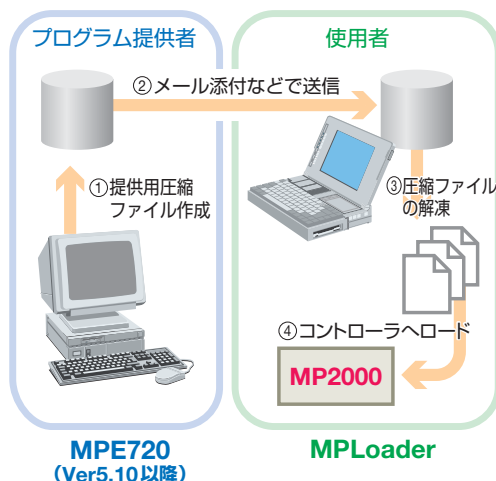 プログラム提供者
使用者
②メール添付などで送信
①提供用圧縮
ファイル作成
③圧縮ファイル
の解凍
④コントローラへロード
MP2000
MPE720
(Ver5.10以降)
MPLoader